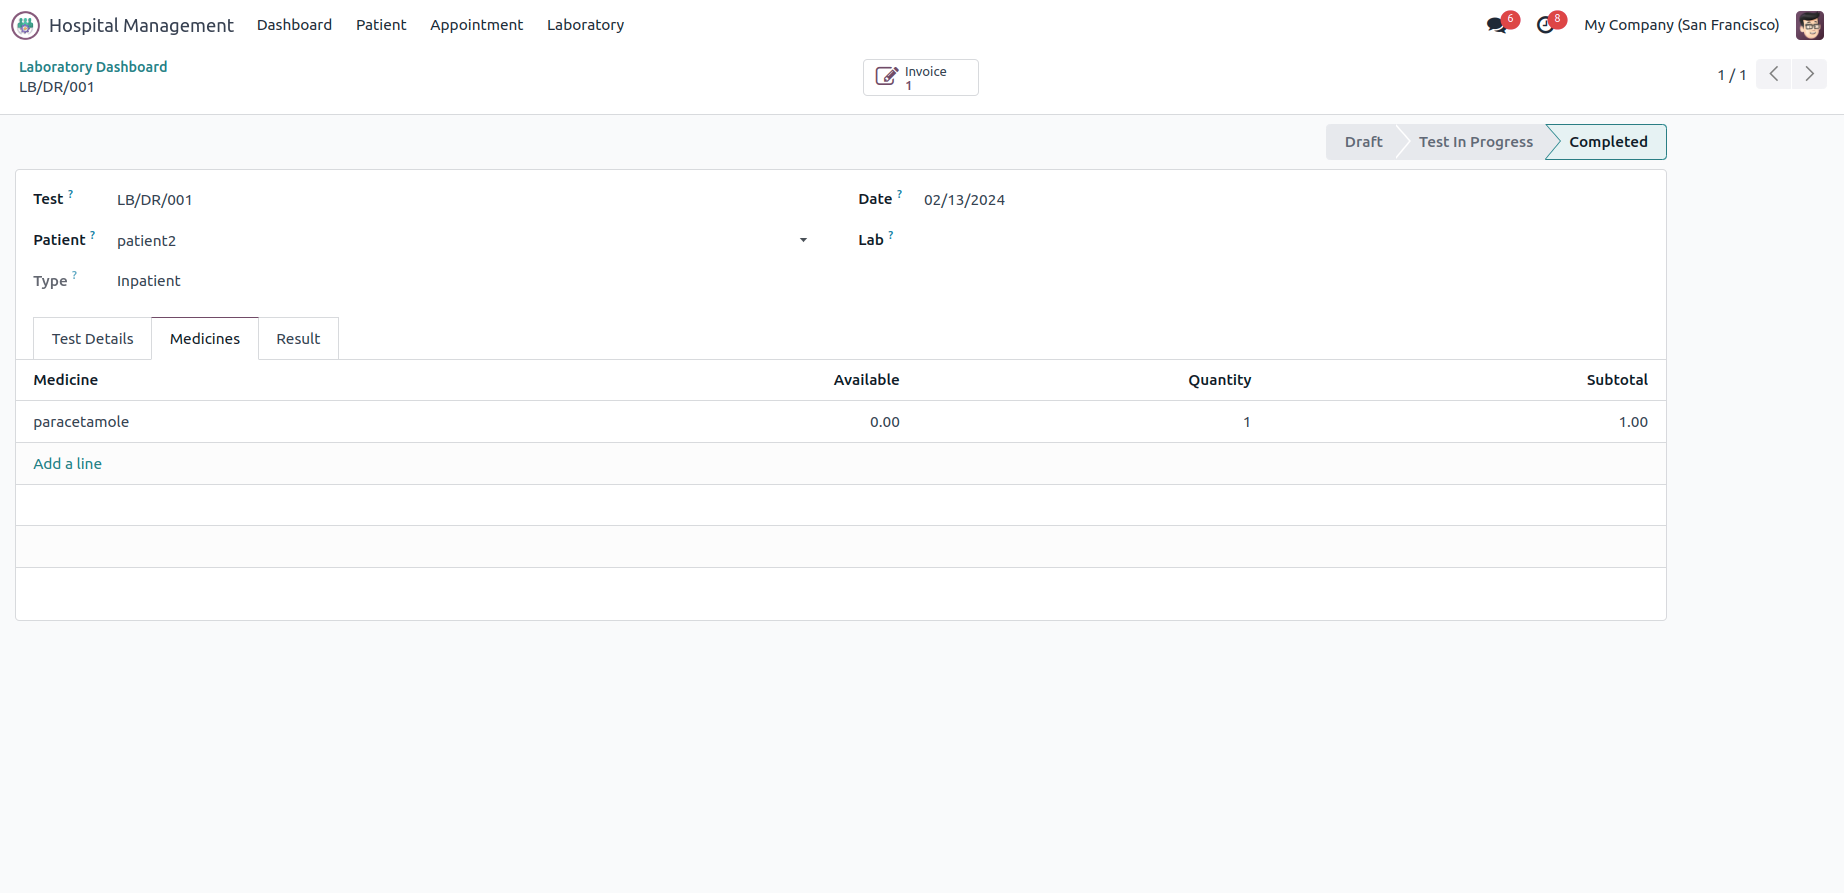 Hospital Management Dashboard Patient Appointment Laboratory 6 8 My Company (San Francisco)
Laboratory Dashboard
LB/DR/001
Invoice
1
1 / 1
Draft Test In Progress Completed
Test ? LB/DR/001 Date ? 02/13/2024
Patient ? patient2 Lab ?
Type ? Inpatient
Test Details Medicines Result
Medicine Available Quantity Subtotal
paracetamole 0.00 1 1.00
Add a line